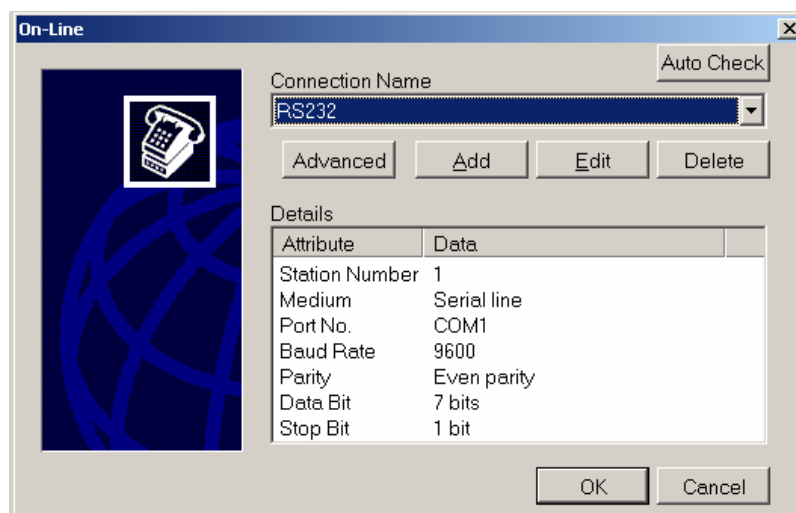 On-Line
Auto Check
Connection Name
RS232
Advanced Add Edit Delete
Details
Attribute Data
Station Number 1
Medium Serial line
Port No. COM1
Baud Rate 9600
Parity Even parity
Data Bit 7 bits
Stop Bit 1 bit
OK Cancel